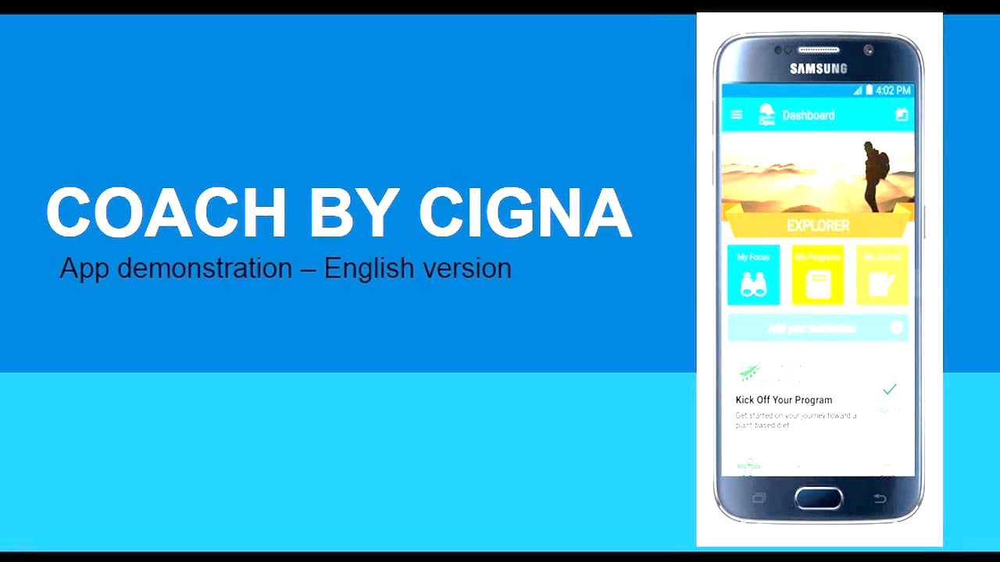 COACH BY CIGNA
App demonstration – English version
SAMSUNG
4:02 PM
Cigna
Dashboard
EXPLORER
My Focus
My Programs
My Journal
Add your motivation
Kick Off Your Program
Get started on your journey toward a
plant based diet